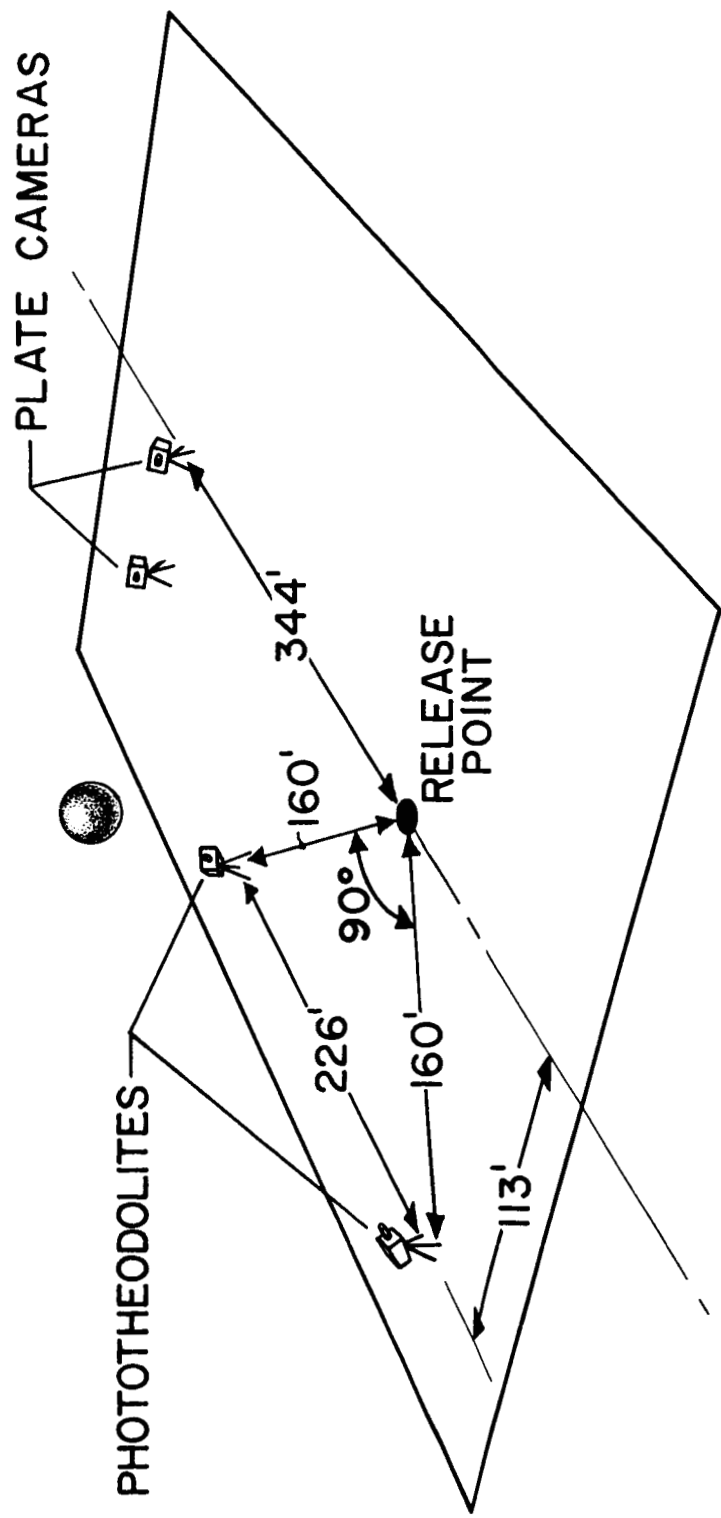 PLATE CAMERAS
PHOTOTHEODOLITES
344'
160'
90°
226'
160'
113'
RELEASE
POINT